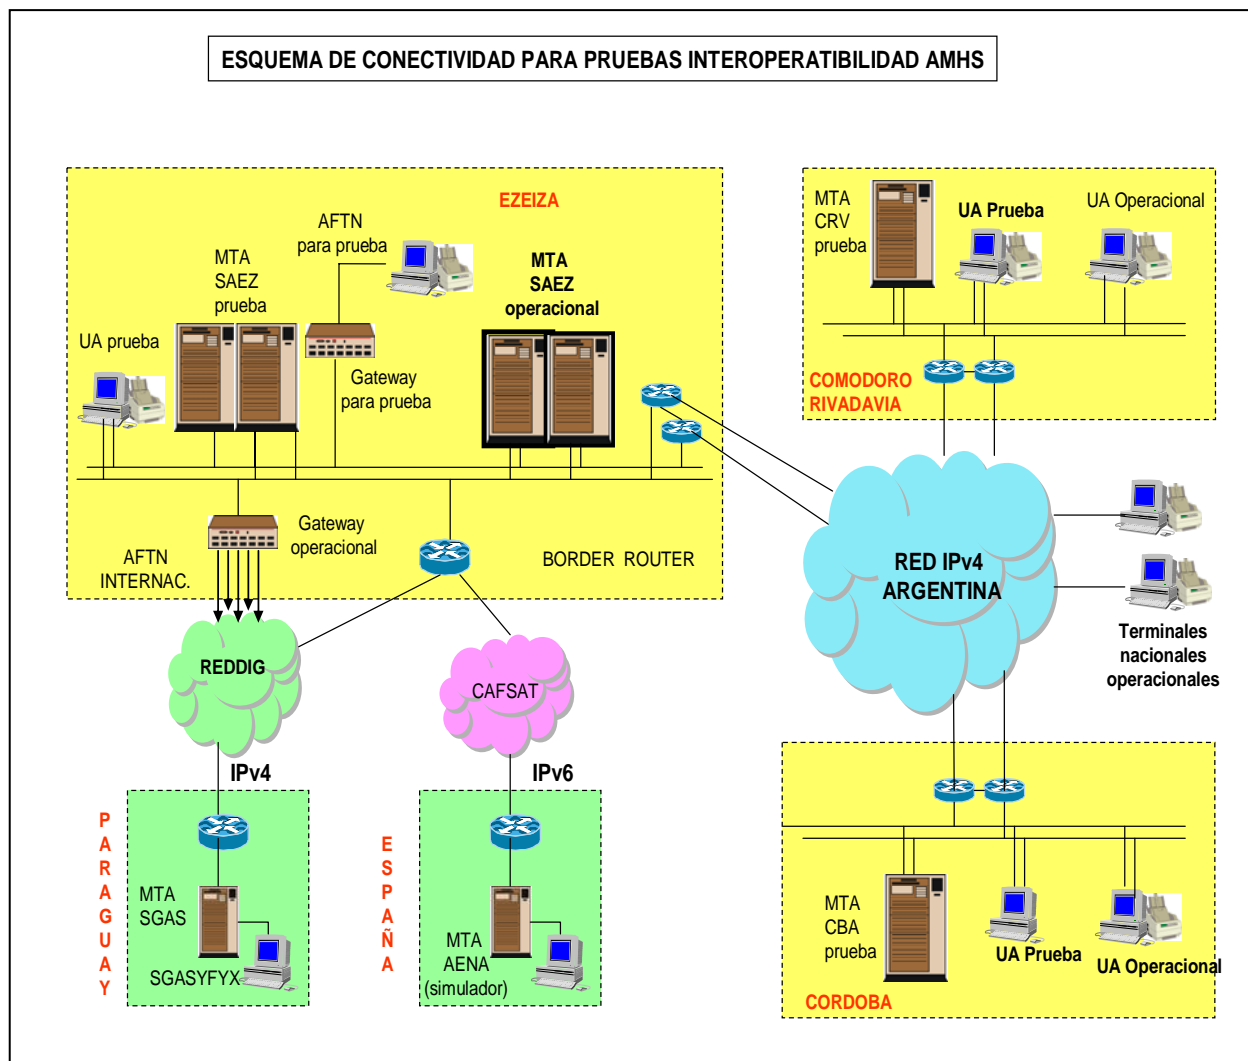 ESQUEMA DE CONECTIVIDAD PARA PRUEBAS INTEROPERATIBILIDAD AMHS
EZEIZA
AFTN
para prueba
MTA
SAEZ
prueba
MTA
SAEZ
operacional
UA prueba
Gateway
para prueba
Gateway
operacional
AFTN
INTERNAC.
BORDER ROUTER
MTA
CRV
prueba
UA Prueba
UA Operacional
COMODORO
RIVADAVIA
RED IPv4
ARGENTINA
Terminales
nacionales
operacionales
REDDIG
CAFSAT
IPv4
IPv6
PARAGUAY
MTA
SGAS
SGASYFYX
ESPAÑA
MTA
AENA
(simulador)
MTA
CBA
prueba
UA Prueba
UA Operacional
CORDOBA